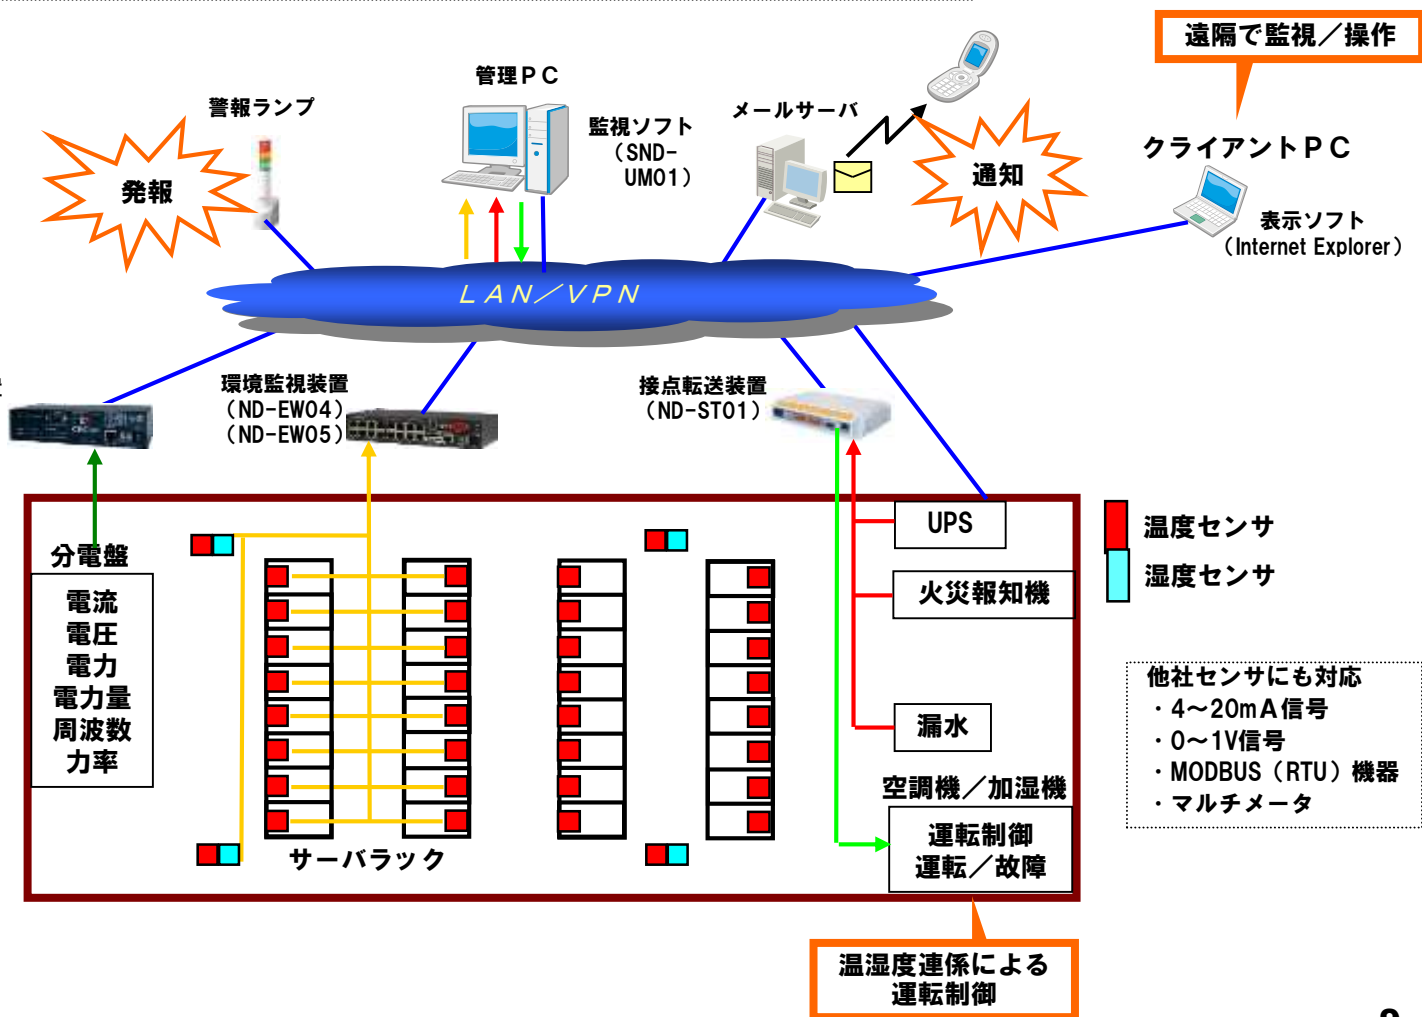 遠隔で監視／操作
管理ＰＣ
警報ランプ
メールサーバ
監視ソフト
（SND-
UM01）
クライアントＰＣ
発報
通知
表示ソフト
（Internet Explorer）
ＬＡＮ／ＶＰＮ
環境監視装置
（ND-EW04）
（ND-EW05）
接点転送装置
（ND-ST01）
分電盤
電流
電圧
電力
電力量
周波数
力率
UPS
火災報知機
漏水
空調機／加湿機
運転制御
運転／故障
サーバラック
温度センサ
湿度センサ
他社センサにも対応
・4～20mＡ信号
・0～1V信号
・MODBUS（RTU）機器
・マルチメータ
温湿度連係による
運転制御